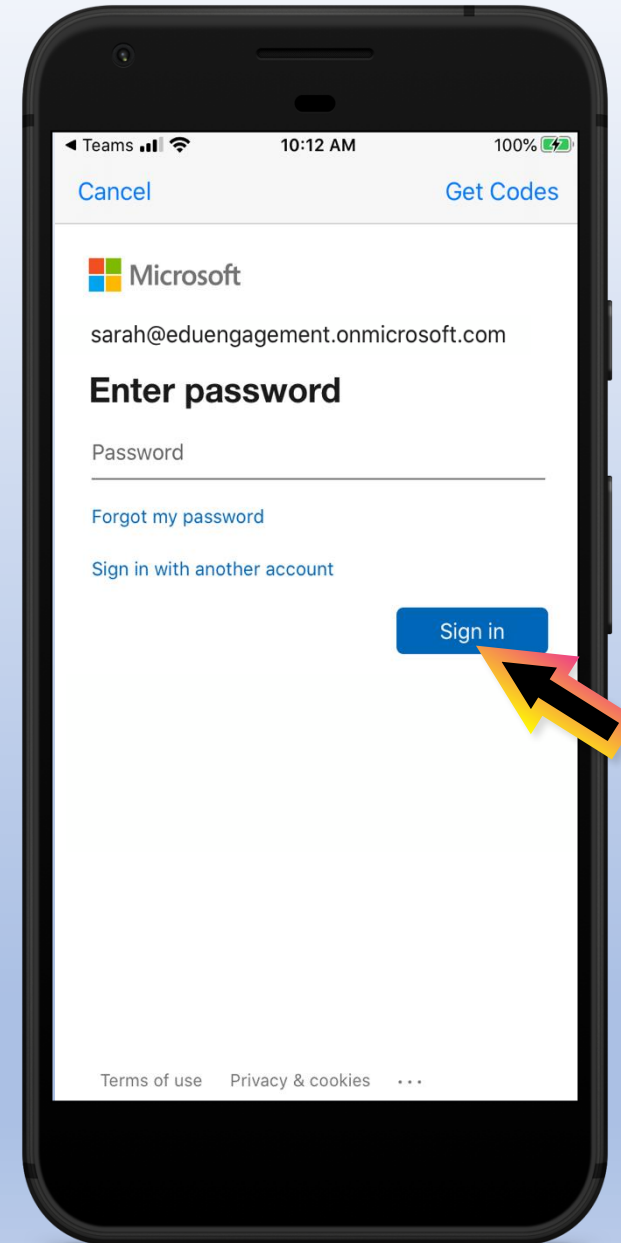 ◀ Teams 10:12 AM 100%
Cancel Get Codes
Microsoft
sarah@eduengagement.onmicrosoft.com
Enter password
Password
Forgot my password
Sign in with another account
Sign in
Terms of use Privacy & cookies ...